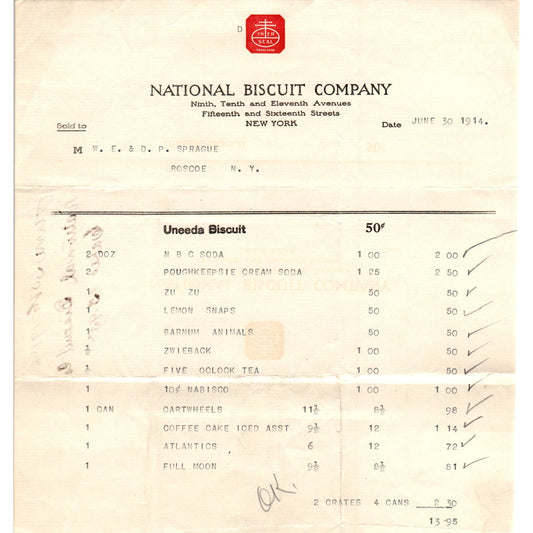 D
IN ER
SEAL
NATIONAL BISCUIT COMPANY
Ninth, Tenth and Eleventh Avenues
Fifteenth and Sixteenth Streets
NEW YORK
Sold to
Date JUNE 30 1914.
M W. E. & D. P. SPRAGUE
ROSCOE N. Y.
Uneeda Biscuit 50¢
2 DOZ N B C SODA 1 00 2 00
2 POUGHKEEPSIE CREAM SODA 1 25 2 50
1 ZU ZU 50 50
1 LEMON SNAPS 50 50
1 BARNUM ANIMALS 50 50
½ ZWIEBACK 1 00 50
½ FIVE OCLOCK TEA 1 00 50
1 10¢ NABISCO 1 00 1 00
1 CAN CARTWHEELS 11½ 8½ 98
1 COFFEE CAKE ICED ASST 9½ 12 1 14
1 ATLANTICS 6 12 72
1 FULL MOON 9½ 8½ 81
OK.
2 CRATES 4 CANS 2 30
13-95